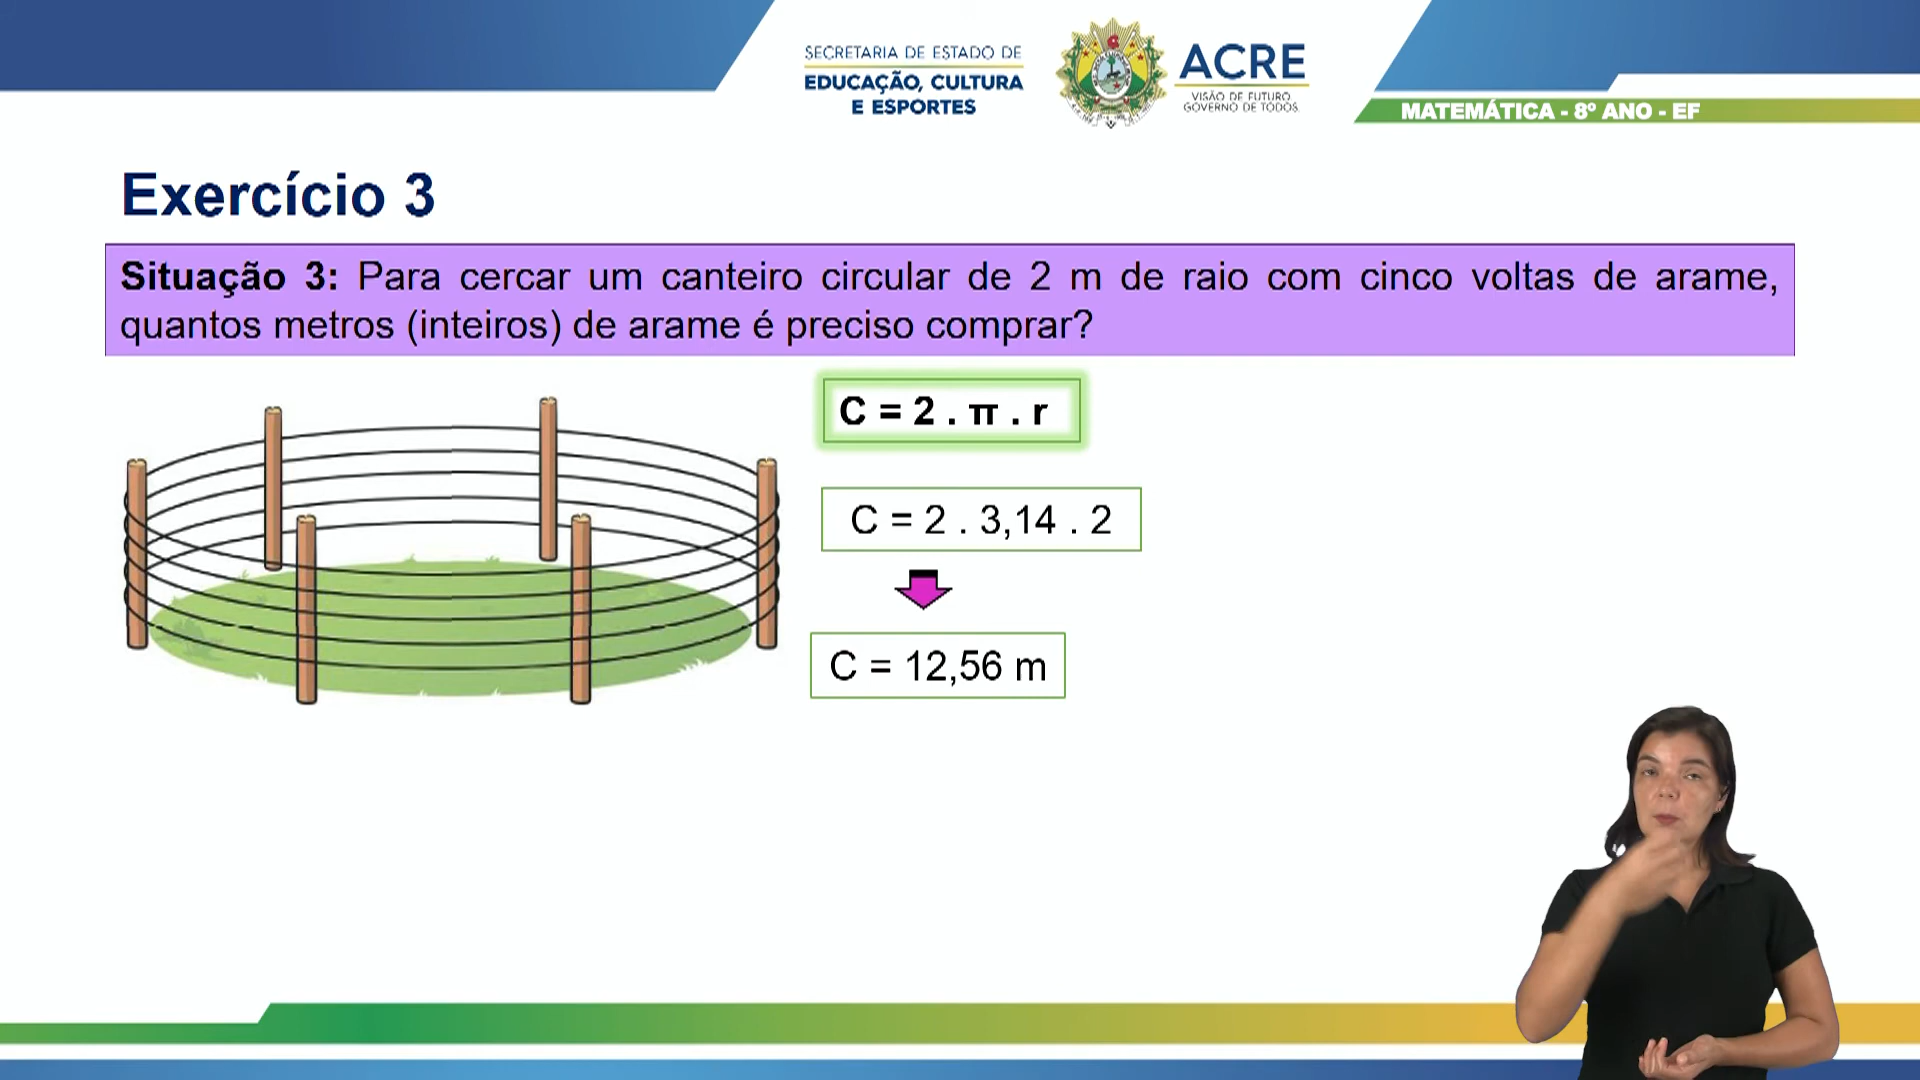 SECRETARIA DE ESTADO DE
EDUCAÇÃO, CULTURA
E ESPORTES
ACRE
VISÃO DE FUTURO
GOVERNO DE TODOS
MATEMÁTICA - 8º ANO - EF
Exercício 3
Situação 3: Para cercar um canteiro circular de 2 m de raio com cinco voltas de arame,
quantos metros (inteiros) de arame é preciso comprar?
C = 2 . π . r
C = 2 . 3,14 . 2
C = 12,56 m